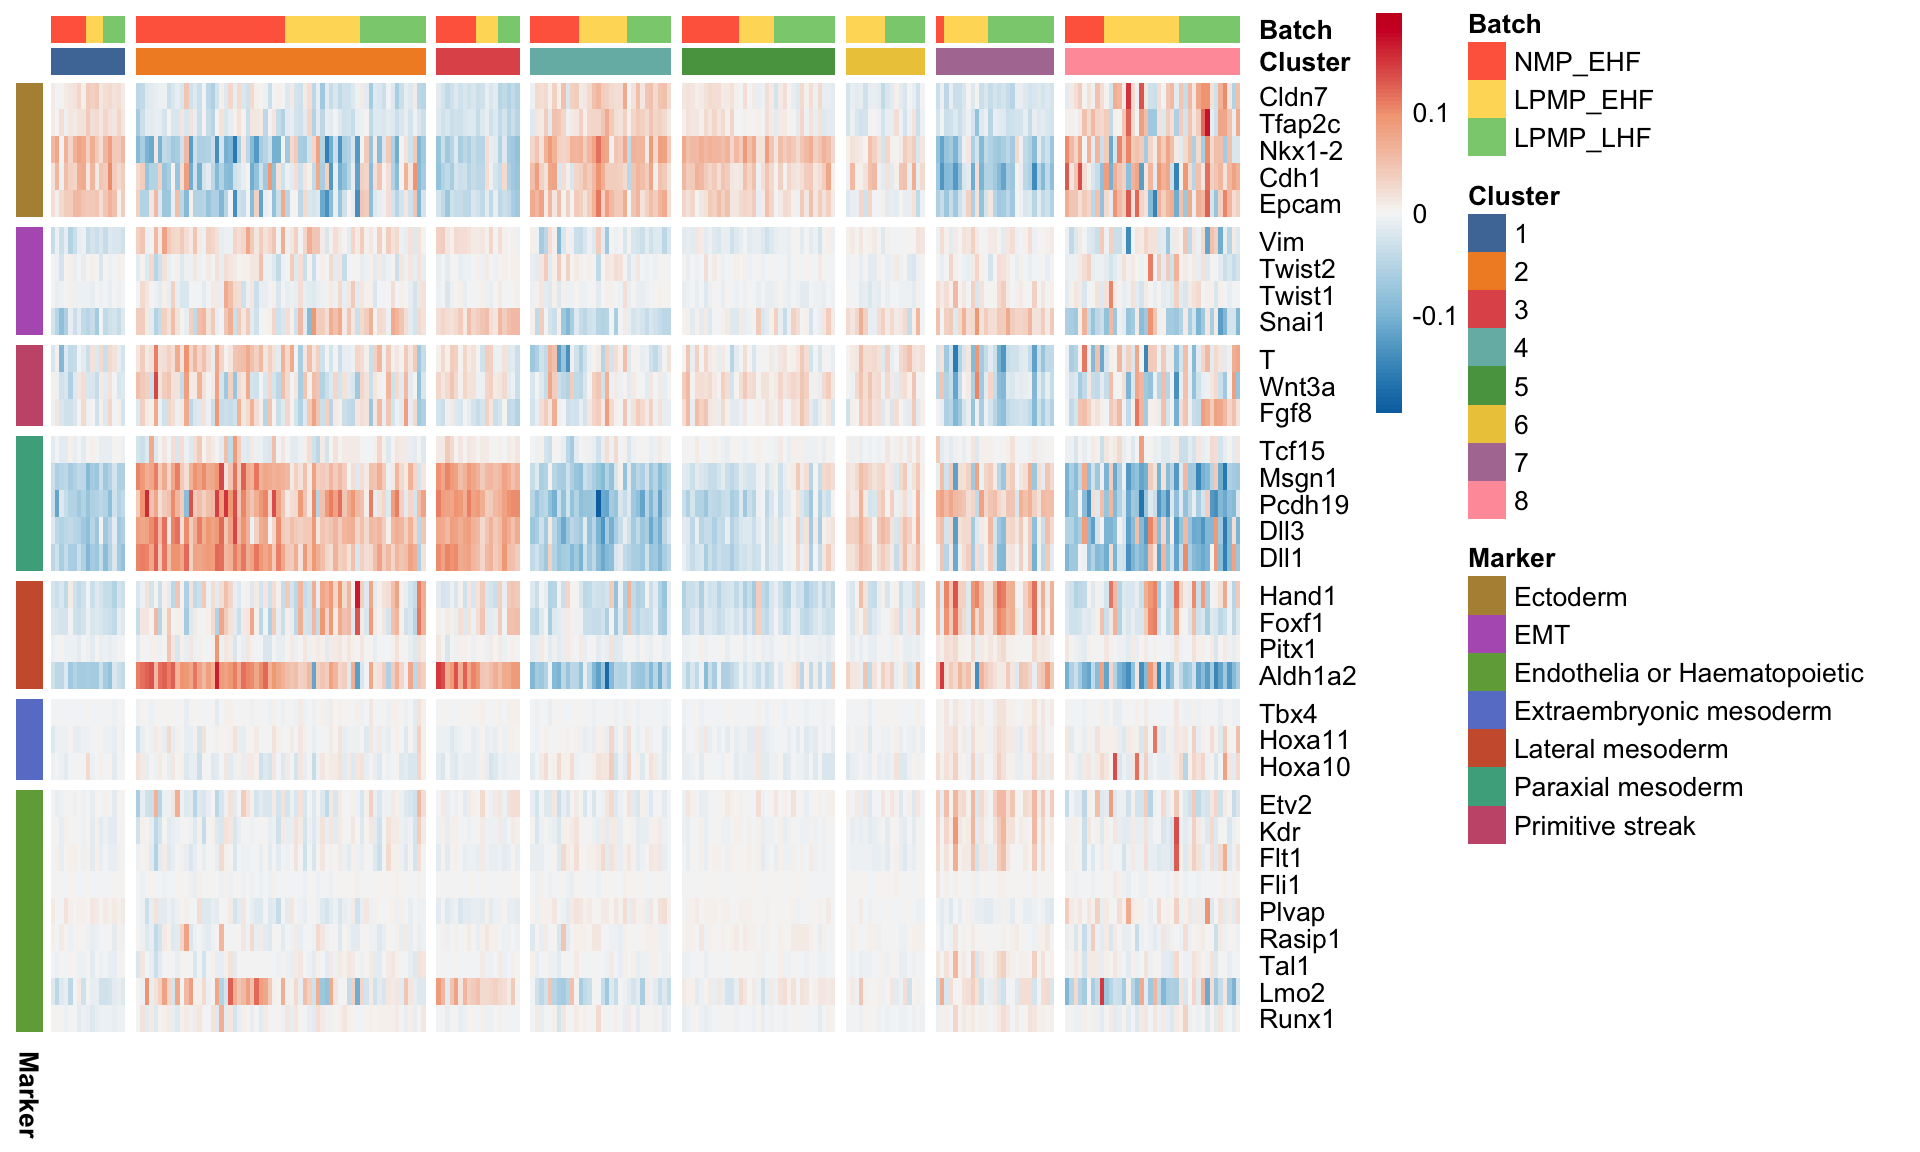 Batch
Cluster
Cldn7
Tfap2c
Nkx1-2
Cdh1
Epcam
Vim
Twist2
Twist1
Snai1
T
Wnt3a
Fgf8
Tcf15
Msgn1
Pcdh19
Dll3
Dll1
Hand1
Foxf1
Pitx1
Aldh1a2
Tbx4
Hoxa11
Hoxa10
Etv2
Kdr
Flt1
Fli1
Plvap
Rasip1
Tal1
Lmo2
Runx1
Marker
0.1
0
-0.1
Batch
NMP_EHF
LPMP_EHF
LPMP_LHF
Cluster
1
2
3
4
5
6
7
8
Marker
Ectoderm
EMT
Endothelia or Haematopoietic
Extraembryonic mesoderm
Lateral mesoderm
Paraxial mesoderm
Primitive streak